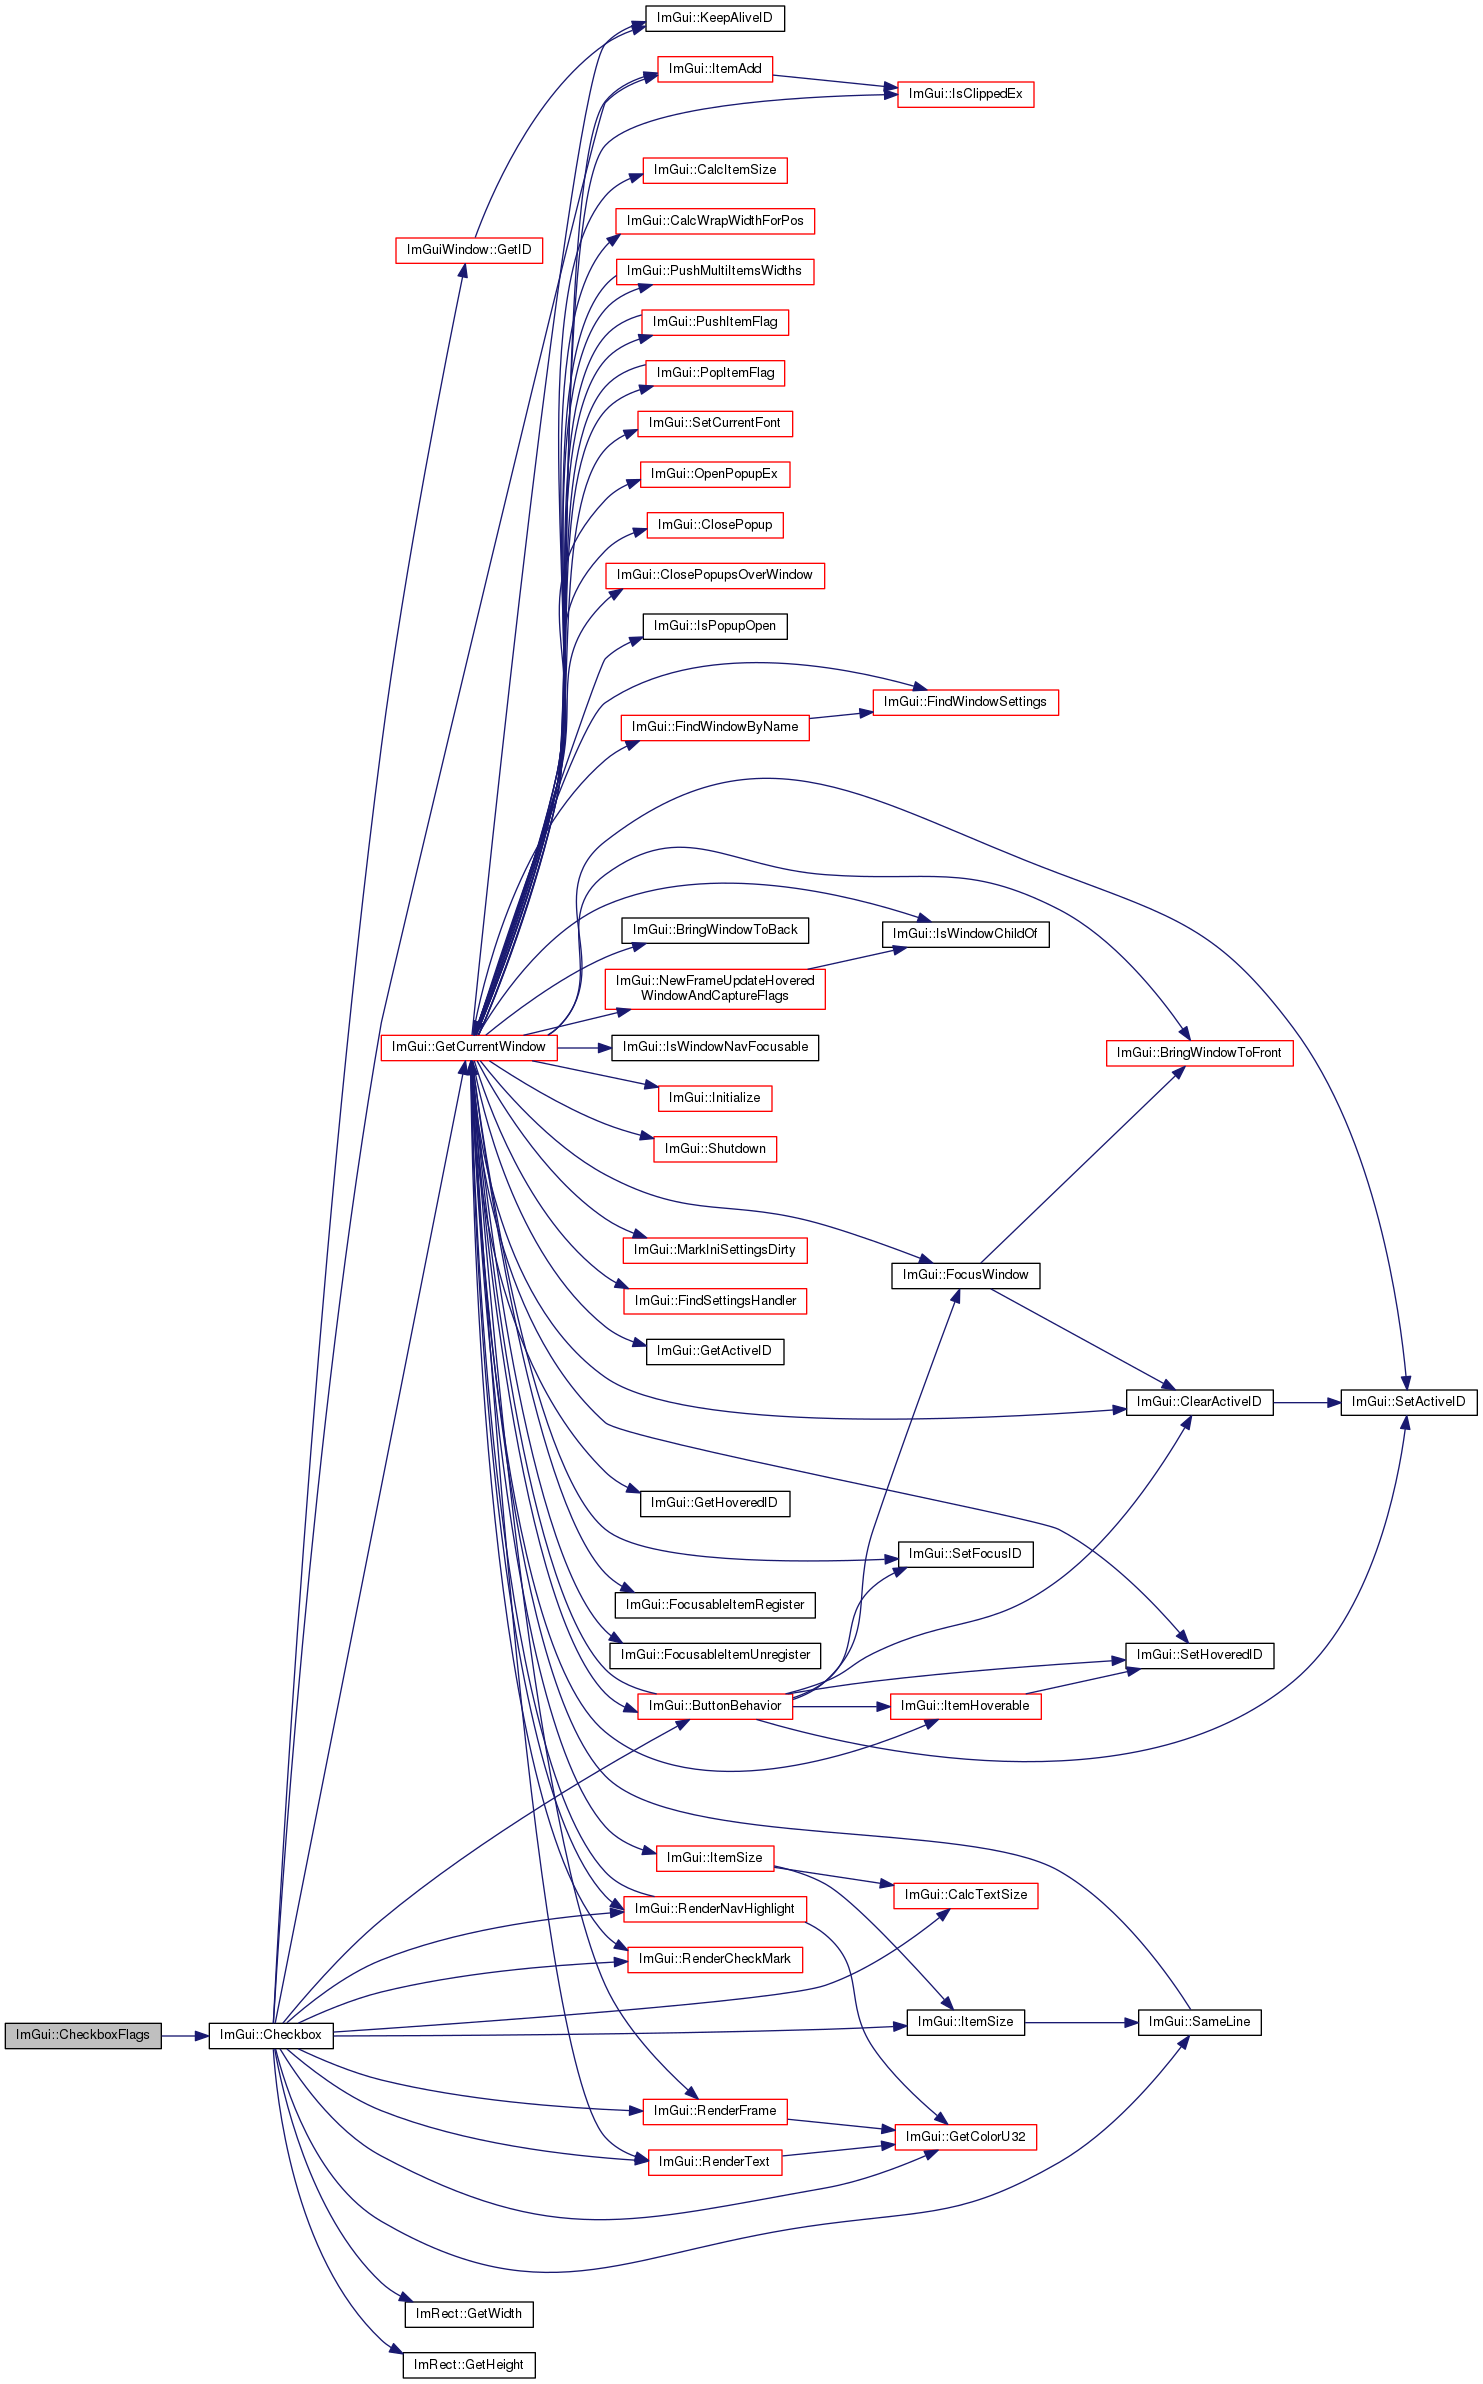 ImGui::KeepAliveID
ImGui::ItemAdd
ImGui::IsClippedEx
ImGui::CalcItemSize
ImGui::CalcWrapWidthForPos
ImGuiWindow::GetID
ImGui::PushMultiItemsWidths
ImGui::PushItemFlag
ImGui::PopItemFlag
ImGui::SetCurrentFont
ImGui::OpenPopupEx
ImGui::ClosePopup
ImGui::ClosePopupsOverWindow
ImGui::IsPopupOpen
ImGui::FindWindowSettings
ImGui::FindWindowByName
ImGui::BringWindowToBack
ImGui::IsWindowChildOf
ImGui::NewFrameUpdateHovered
WindowAndCaptureFlags
ImGui::GetCurrentWindow
ImGui::IsWindowNavFocusable
ImGui::BringWindowToFront
ImGui::Initialize
ImGui::Shutdown
ImGui::MarkIniSettingsDirty
ImGui::FocusWindow
ImGui::FindSettingsHandler
ImGui::GetActiveID
ImGui::ClearActiveID
ImGui::SetActiveID
ImGui::GetHoveredID
ImGui::SetFocusID
ImGui::FocusableItemRegister
ImGui::FocusableItemUnregister
ImGui::SetHoveredID
ImGui::ButtonBehavior
ImGui::ItemHoverable
ImGui::ItemSize
ImGui::CalcTextSize
ImGui::RenderNavHighlight
ImGui::RenderCheckMark
ImGui::CheckboxFlags
ImGui::Checkbox
ImGui::ItemSize
ImGui::SameLine
ImGui::RenderFrame
ImGui::GetColorU32
ImGui::RenderText
ImRect::GetWidth
ImRect::GetHeight